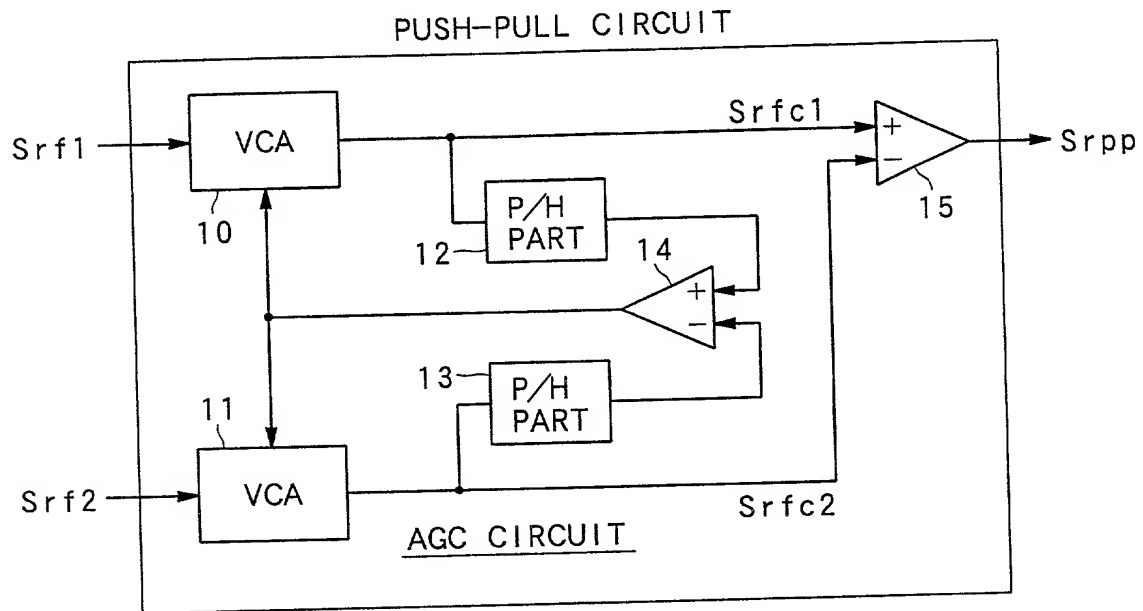 PUSH-PULL CIRCUIT
Srf1
VCA
10
Srfc1
+
−
15
Srpp
P/H
PART
12
14
+
−
13
P/H
PART
11
Srf2
VCA
Srfc2
AGC CIRCUIT